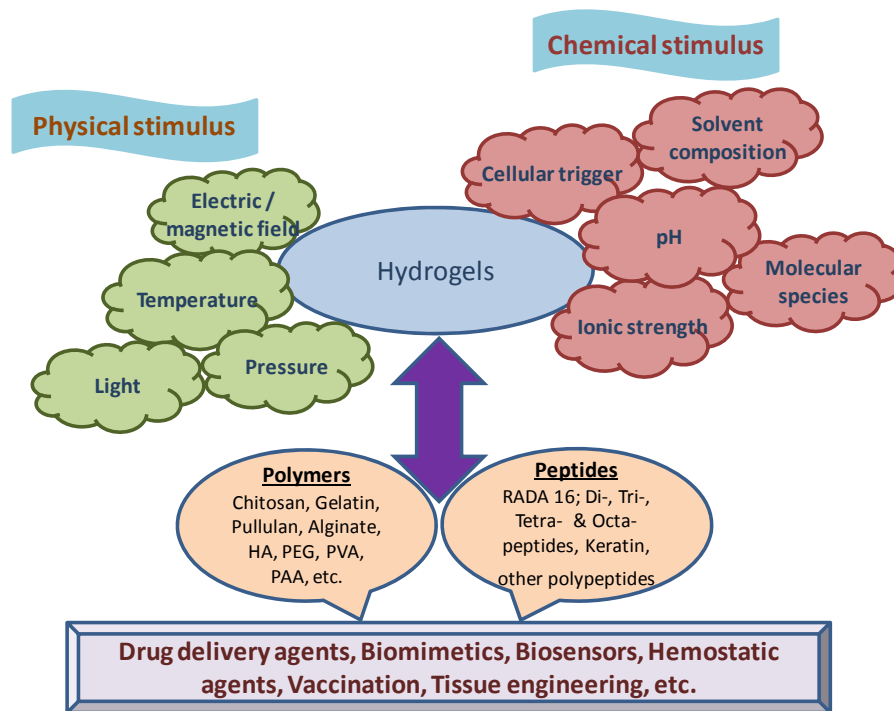 Chemical stimulus
Physical stimulus
Electric /
magnetic field
Temperature
Light
Pressure
Hydrogels
Cellular trigger
Solvent
composition
pH
Molecular
species
Ionic strength
Polymers
Chitosan, Gelatin,
Pullulan, Alginate,
HA, PEG, PVA,
PAA, etc.
Peptides
RADA 16; Di-, Tri-,
Tetra- & Octa-
peptides, Keratin,
other polypeptides
Drug delivery agents, Biomimetics, Biosensors, Hemostatic
agents, Vaccination, Tissue engineering, etc.